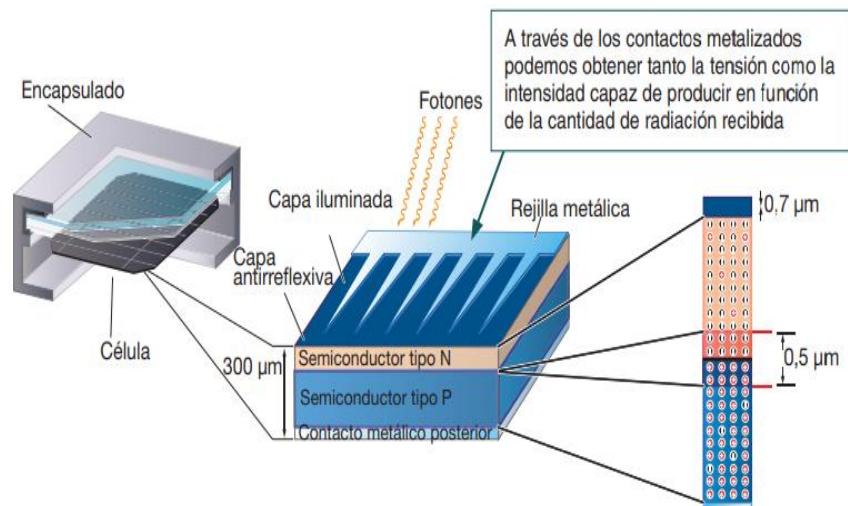 A través de los contactos metalizados
podemos obtener tanto la tensión como la
intensidad capaz de producir en función
de la cantidad de radiación recibida
Encapsulado
Fotones
Capa iluminada
Rejilla metálica
0,7 µm
Capa
antirreflexiva
Célula
300 µm
Semiconductor tipo N
0,5 µm
Semiconductor tipo P
Contacto metálico posterior